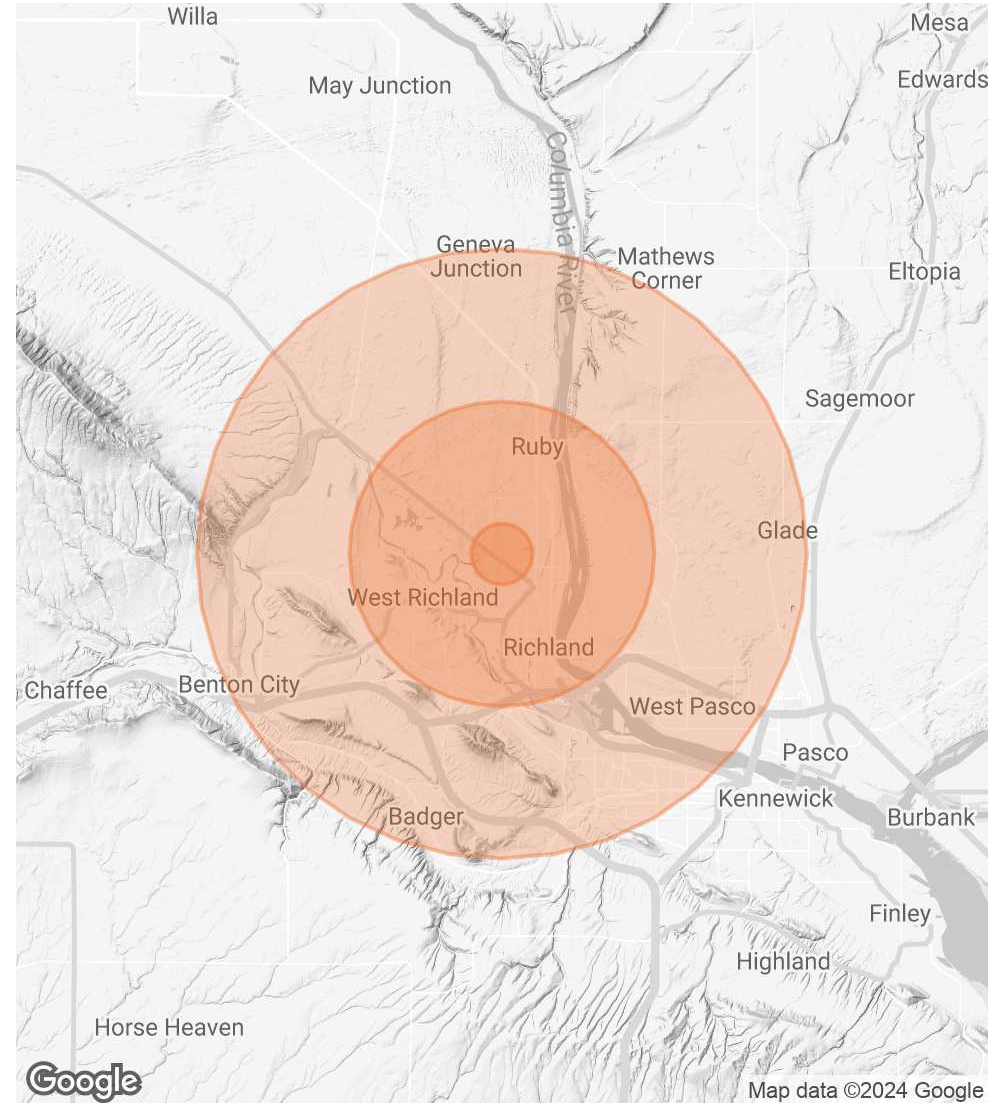 Willa
Mesa
May Junction
Edwards
Columbia River
Geneva
Junction
Mathews
Corner
Eltopia
Sagemoor
Ruby
Glade
West Richland
Richland
Chaffee
Benton City
West Pasco
Pasco
Kennewick
Badger
Burbank
Finley
Highland
Horse Heaven
Google
Map data ©2024 Google